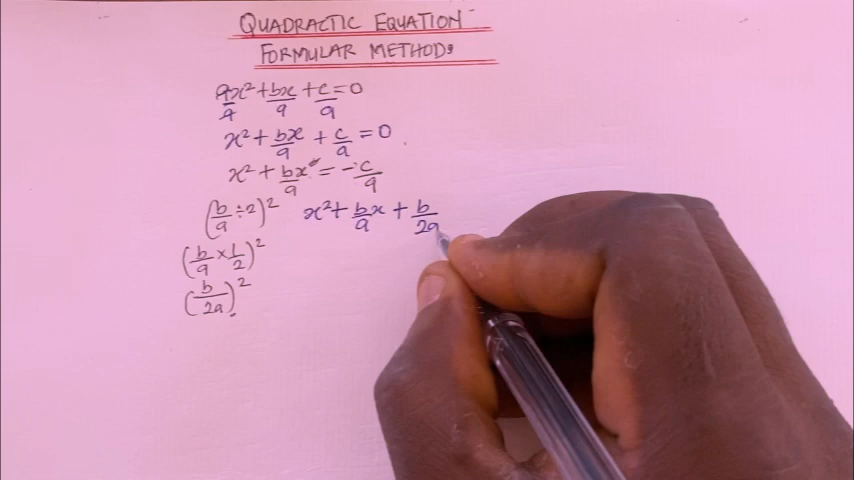 QUADRACTIC EQUATION
FORMULAR METHOD:
ax²/a + bx/a + c/a = 0
x² + bx/a + c/a = 0
x² + bx/a = -c/a
(b/a ÷ 2)² x² + b/a x + b/2a
(b/a × 1/2)²
(b/2a)²